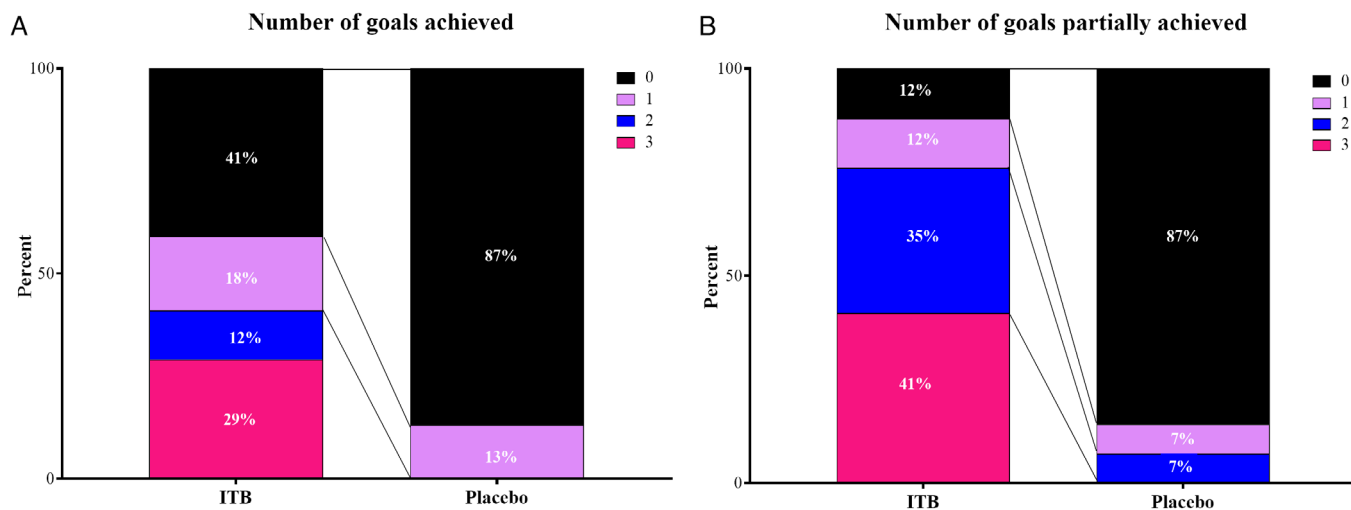 A
Number of goals achieved
100
50
0
Percent
41%
18%
12%
29%
87%
13%
ITB
Placebo
0
1
2
3
B
Number of goals partially achieved
100
50
0
Percent
12%
12%
35%
41%
87%
7%
7%
ITB
Placebo
0
1
2
3